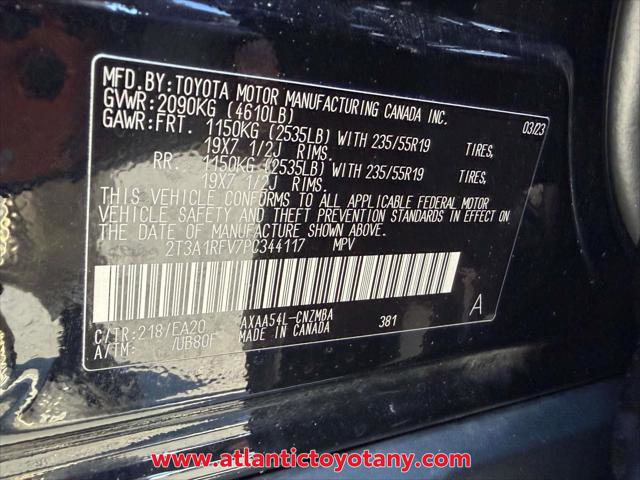 MFD.BY:TOYOTA MOTOR MANUFACTURING CANADA INC.
GVWR:2090KG (4610LB) 03/23
GAWR:FRT. 1150KG (2535LB) WITH 235/55R19 TIRES,
19X7 1/2J RIMS.
RR. 1150KG (2535LB) WITH 235/55R19 TIRES,
19X7 1/2J RIMS.
THIS VEHICLE CONFORMS TO ALL APPLICABLE FEDERAL MOTOR
VEHICLE SAFETY AND THEFT PREVENTION STANDARDS IN EFFECT ON
THE DATE OF MANUFACTURE SHOWN ABOVE.
2T3A1RFV7PC344117 MPV
C/TR:218/EA20 AXAA54L-CNZMBA 381 A
A/TM: /UB80F MADE IN CANADA
www.atlantictoyotany.com